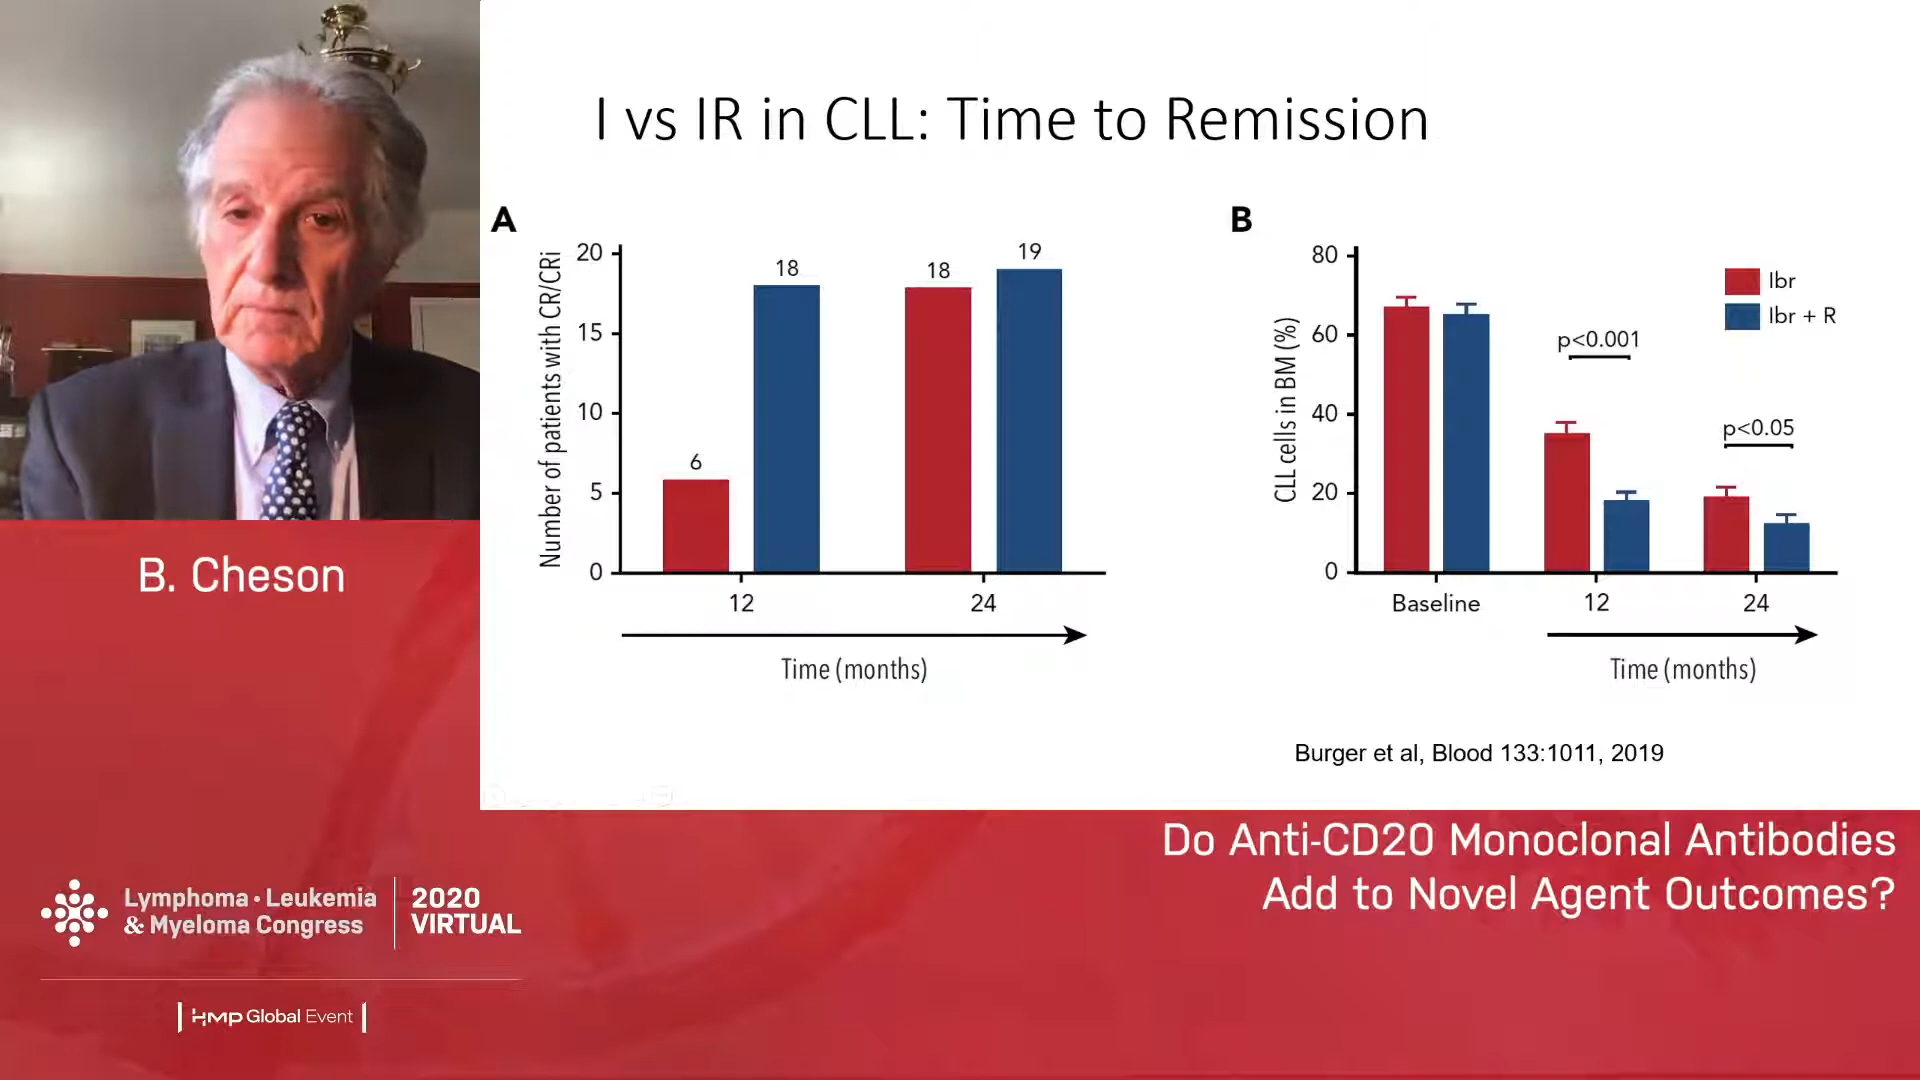 I vs IR in CLL: Time to Remission
A
Number of patients with CR/CRi
20
15
10
5
0
6
18
18
19
12
24
Time (months)
B
CLL cells in BM (%)
80
60
40
20
0
Ibr
Ibr + R
p<0.001
p<0.05
Baseline
12
24
Time (months)
Burger et al, Blood 133:1011, 2019
B. Cheson
Do Anti-CD20 Monoclonal Antibodies
Add to Novel Agent Outcomes?
Lymphoma • Leukemia
& Myeloma Congress
2020
VIRTUAL
HMP Global Event